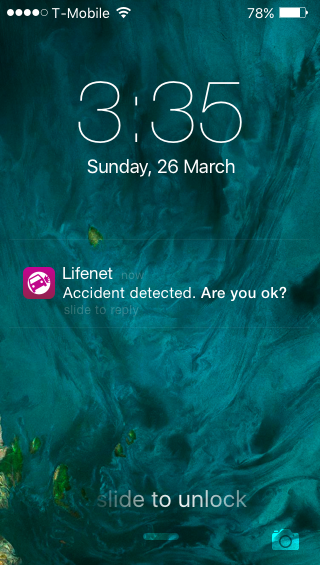 T-Mobile 78%
3:35
Sunday, 26 March
Lifenet now
Accident detected. Are you ok?
slide to reply
slide to unlock